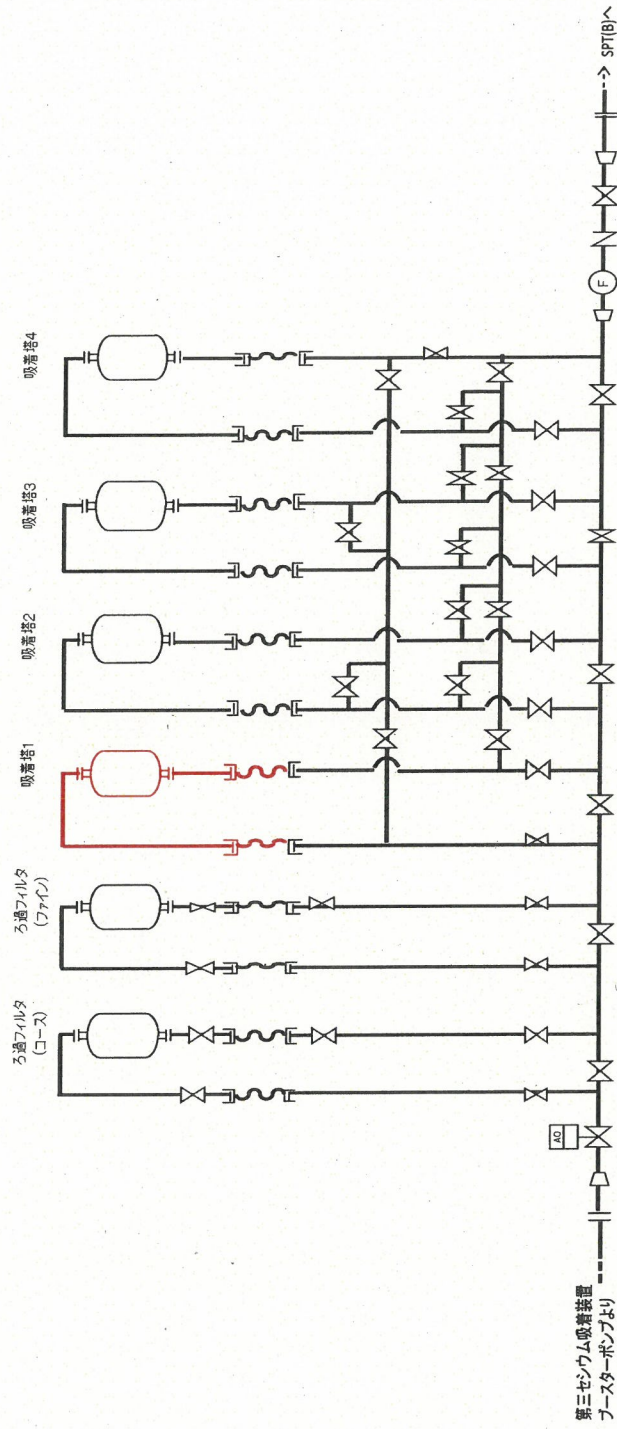 ろ過フィルタ
(コース)
ろ過フィルタ
(ファイン)
吸着塔1
吸着塔2
吸着塔3
吸着塔4
第三セシウム吸着装置
ブースターポンプより
AO
F
SPT(B)へ